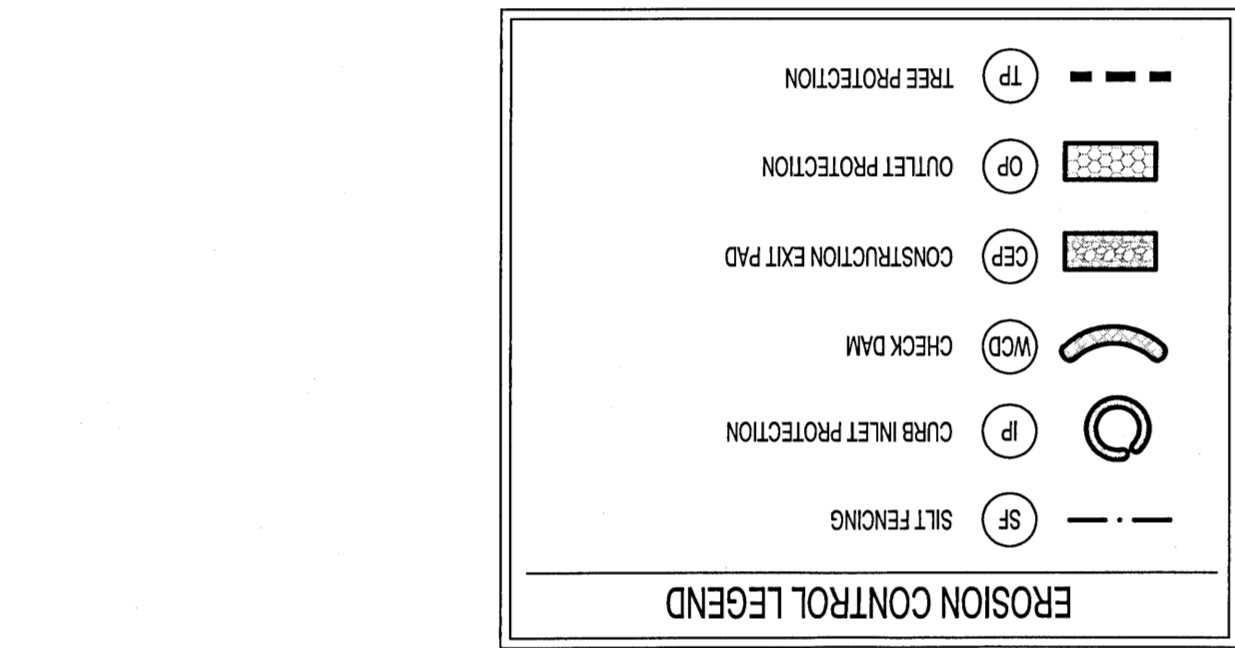 EROSION CONTROL LEGEND
SF SILT FENCING
IP CURB INLET PROTECTION
WCD CHECK DAM
CEP CONSTRUCTION EXIT PAD
OP OUTLET PROTECTION
TP TREE PROTECTION